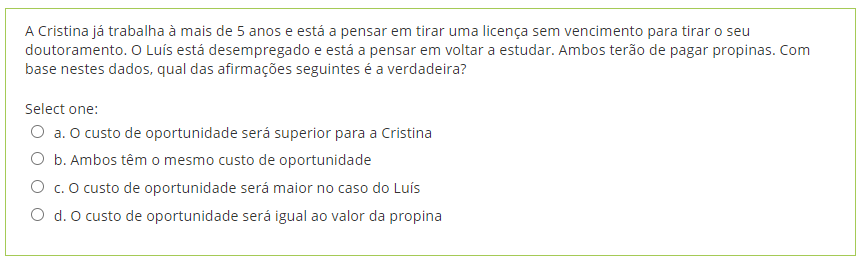 A Cristina já trabalha à mais de 5 anos e está a pensar em tirar uma licença sem vencimento para tirar o seu
doutoramento. O Luís está desempregado e está a pensar em voltar a estudar. Ambos terão de pagar propinas. Com
base nestes dados, qual das afirmações seguintes é a verdadeira?
Select one:
a. O custo de oportunidade será superior para a Cristina
b. Ambos têm o mesmo custo de oportunidade
c. O custo de oportunidade será maior no caso do Luís
d. O custo de oportunidade será igual ao valor da propina